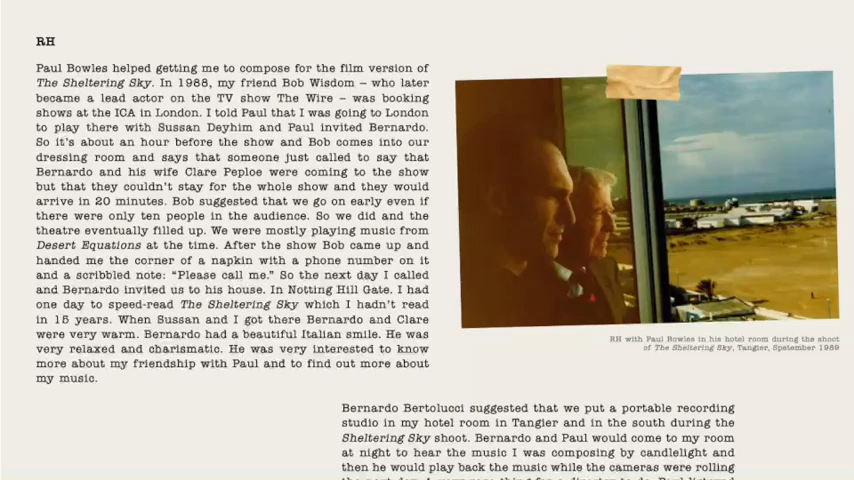 RH
Paul Bowles helped getting me to compose for the film version of
The Sheltering Sky. In 1988, my friend Bob Wisdom – who later
became a lead actor on the TV show The Wire – was booking
shows at the ICA in London. I told Paul that I was going to London
to play there with Sussan Deyhim and Paul invited Bernardo.
So it's about an hour before the show and Bob comes into our
dressing room and says that someone just called to say that
Bernardo and his wife Clare Peploe were coming to the show
but that they couldn't stay for the whole show and they would
arrive in 20 minutes. Bob suggested that we go on early even if
there were only ten people in the audience. So we did and the
theatre eventually filled up. We were mostly playing music from
Desert Equations at the time. After the show Bob came up and
handed me the corner of a napkin with a phone number on it
and a scribbled note: “Please call me.” So the next day I called
and Bernardo invited us to his house. In Notting Hill Gate. I had
one day to speed-read The Sheltering Sky which I hadn't read
in 15 years. When Sussan and I got there Bernardo and Clare
were very warm. Bernardo had a beautiful Italian smile. He was
very relaxed and charismatic. He was very interested to know
more about my friendship with Paul and to find out more about
my music.
RH with Paul Bowles in his hotel room during the shoot
of The Sheltering Sky, Tangier, Spetember 1989
Bernardo Bertolucci suggested that we put a portable recording
studio in my hotel room in Tangier and in the south during the
Sheltering Sky shoot. Bernardo and Paul would come to my room
at night to hear the music I was composing by candlelight and
then he would play back the music while the cameras were rolling